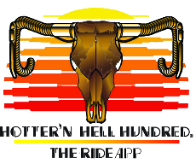 HOTTER'N HELL HUNDRED,
THE RIDE APP